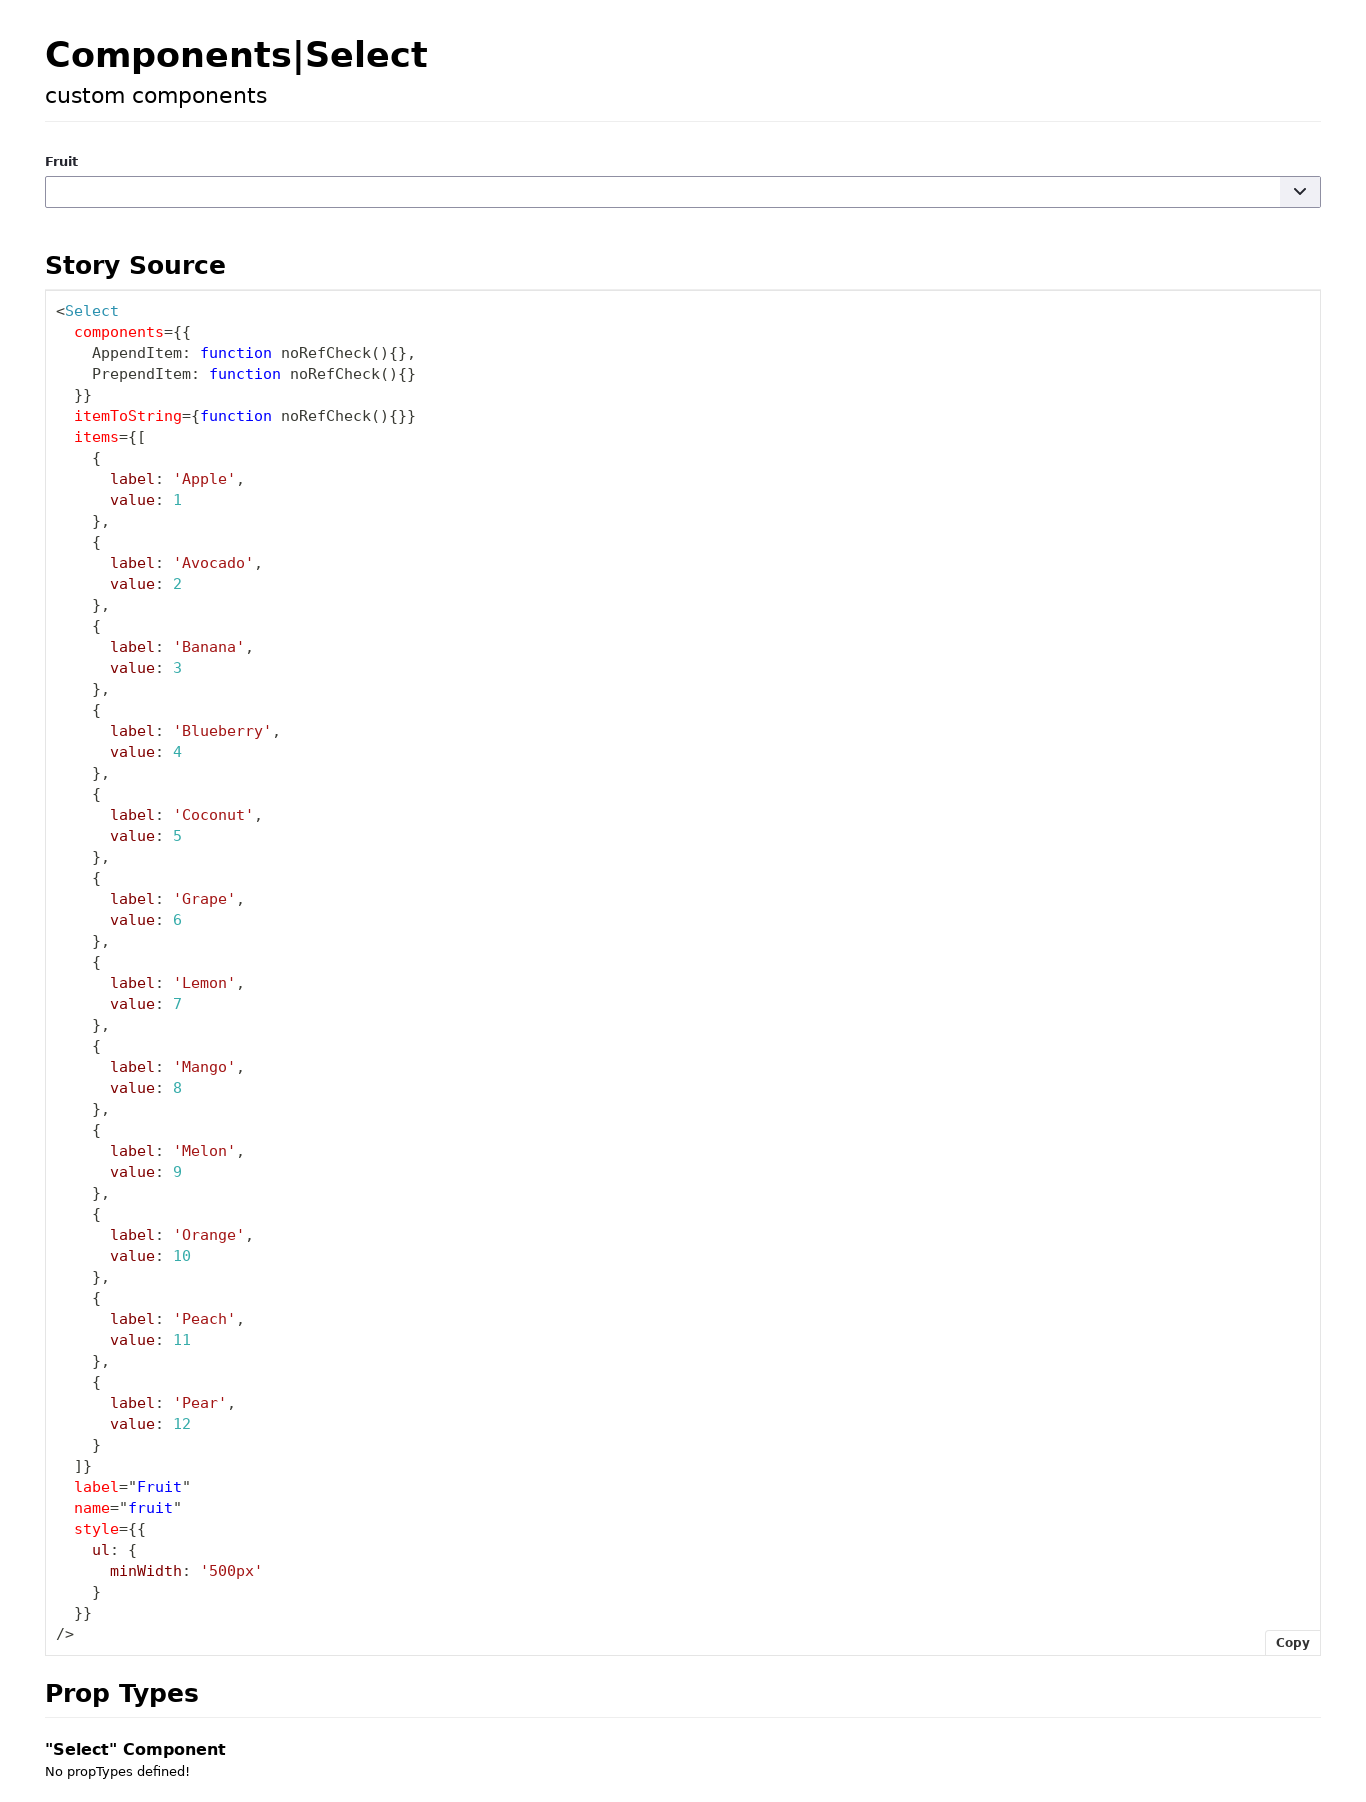 Components|Select
custom components
Fruit
Story Source
<Select
  components={{
    AppendItem: function noRefCheck(){},
    PrependItem: function noRefCheck(){}
  }}
  itemToString={function noRefCheck(){}}
  items={[
    {
      label: 'Apple',
      value: 1
    },
    {
      label: 'Avocado',
      value: 2
    },
    {
      label: 'Banana',
      value: 3
    },
    {
      label: 'Blueberry',
      value: 4
    },
    {
      label: 'Coconut',
      value: 5
    },
    {
      label: 'Grape',
      value: 6
    },
    {
      label: 'Lemon',
      value: 7
    },
    {
      label: 'Mango',
      value: 8
    },
    {
      label: 'Melon',
      value: 9
    },
    {
      label: 'Orange',
      value: 10
    },
    {
      label: 'Peach',
      value: 11
    },
    {
      label: 'Pear',
      value: 12
    }
  ]}
  label="Fruit"
  name="fruit"
  style={{
    ul: {
      minWidth: '500px'
    }
  }}
/>
Copy
Prop Types
"Select" Component
No propTypes defined!